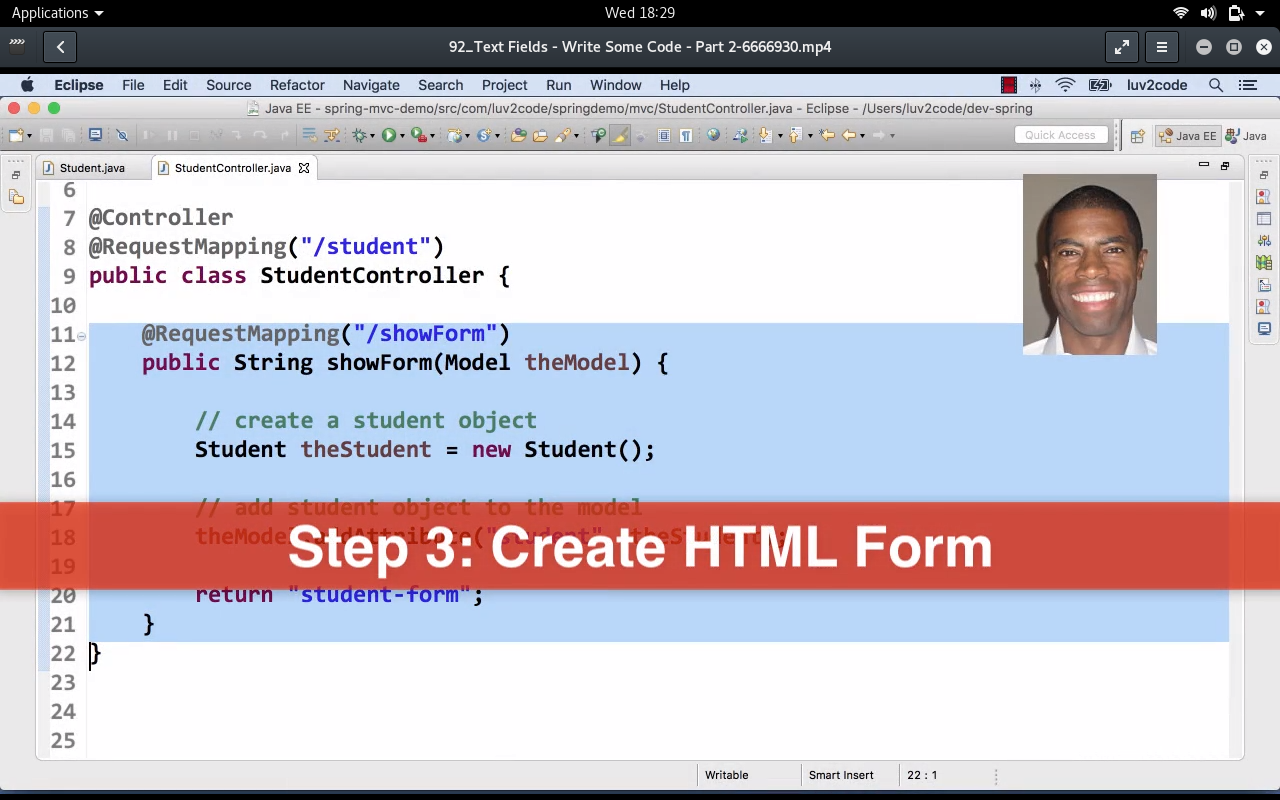 Applications
Wed 18:29
92_Text Fields - Write Some Code - Part 2-6666930.mp4
Eclipse File Edit Source Refactor Navigate Search Project Run Window Help luv2code
Java EE - spring-mvc-demo/src/com/luv2code/springdemo/mvc/StudentController.java - Eclipse - /Users/luv2code/dev-spring
Quick Access
Java EE
Java
Student.java
StudentController.java
6
7 @Controller
8 @RequestMapping("/student")
9 public class StudentController {
10
11 @RequestMapping("/showForm")
12 public String showForm(Model theModel) {
13
14 // create a student object
15 Student theStudent = new Student();
16
17 // add student object to the model
18 theModel.addAttribute("student", theStudent);
Step 3: Create HTML Form
19
20 return "student-form";
21 }
22 }
23
24
25
Writable
Smart Insert
22 : 1